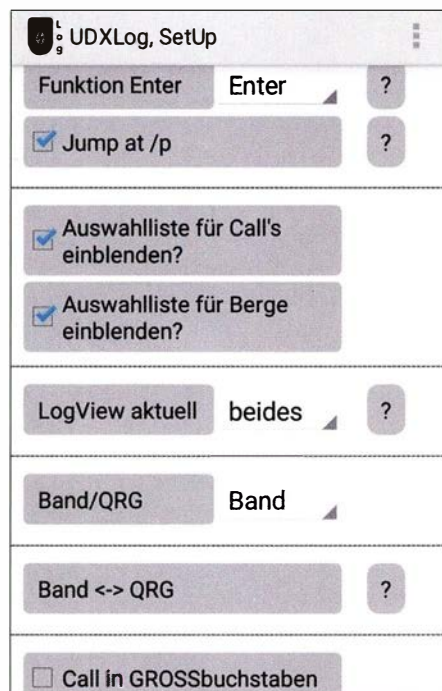 Log UDXLog, SetUp
Funktion Enter Enter ?
Jump at /p ?
Auswahlliste für Call's
einblenden?
Auswahlliste für Berge
einblenden?
LogView aktuell beides ?
Band/QRG Band
Band <-> QRG ?
Call in GROSSbuchstaben